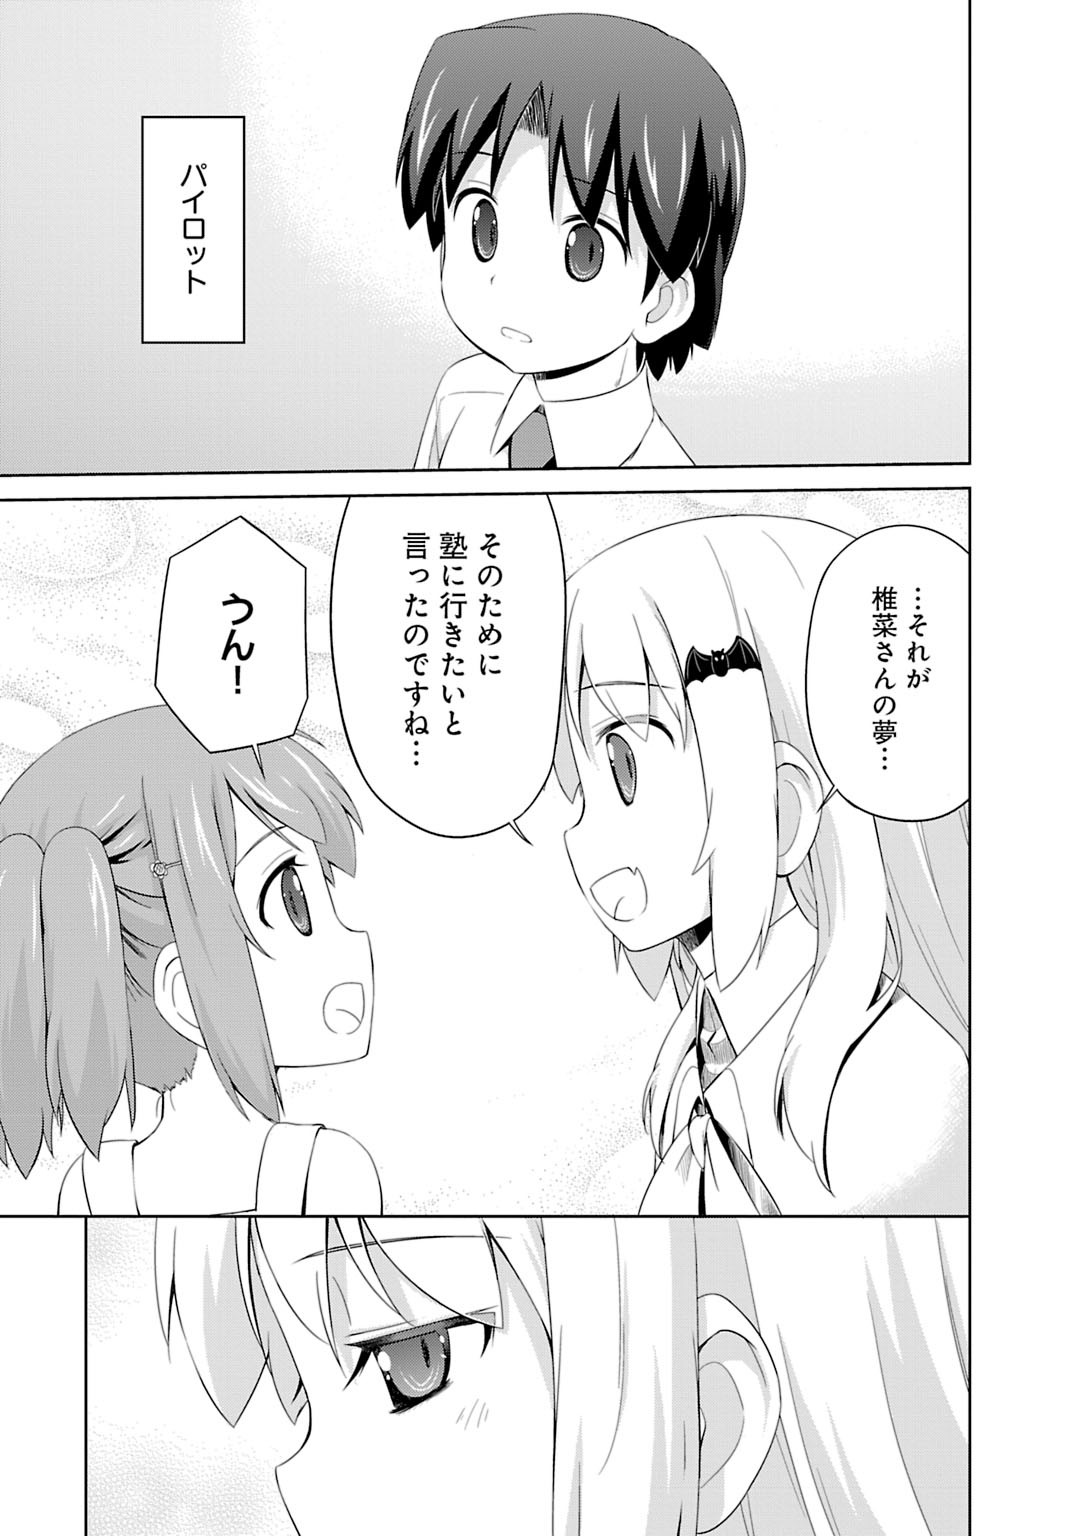 パイロット
…それが
椎菜さんの夢…
そのために
塾に行きたいと
言ったのですね…
うん！